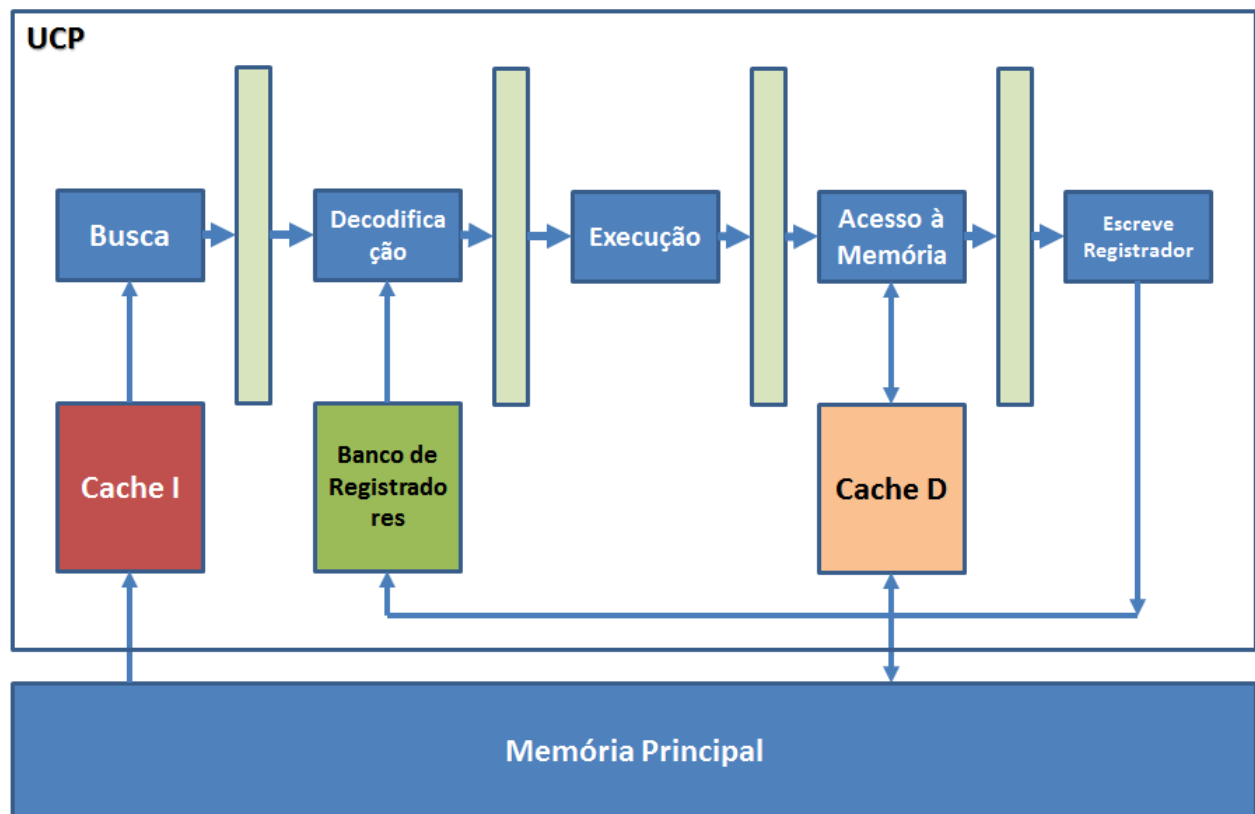 UCP
Busca
Decodifica
ção
Execução
Acesso à
Memória
Escreve
Registrador
Cache I
Banco de
Registrado
res
Cache D
Memória Principal